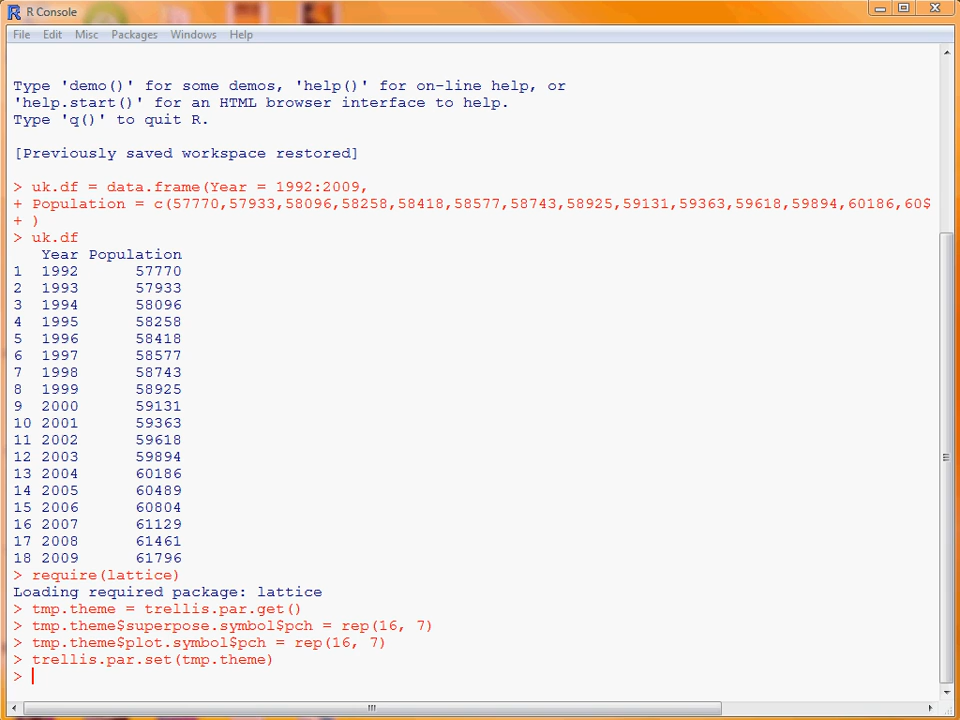 R Console
File Edit Misc Packages Windows Help
Type 'demo()' for some demos, 'help()' for on-line help, or
'help.start()' for an HTML browser interface to help.
Type 'q()' to quit R.
[Previously saved workspace restored]
> uk.df = data.frame(Year = 1992:2009,
+ Population = c(57770,57933,58096,58258,58418,58577,58743,58925,59131,59363,59618,59894,60186,60$
+ )
> uk.df
Year Population
1 1992 57770
2 1993 57933
3 1994 58096
4 1995 58258
5 1996 58418
6 1997 58577
7 1998 58743
8 1999 58925
9 2000 59131
10 2001 59363
11 2002 59618
12 2003 59894
13 2004 60186
14 2005 60489
15 2006 60804
16 2007 61129
17 2008 61461
18 2009 61796
> require(lattice)
Loading required package: lattice
> tmp.theme = trellis.par.get()
> tmp.theme$superpose.symbol$pch = rep(16, 7)
> tmp.theme$plot.symbol$pch = rep(16, 7)
> trellis.par.set(tmp.theme)
>